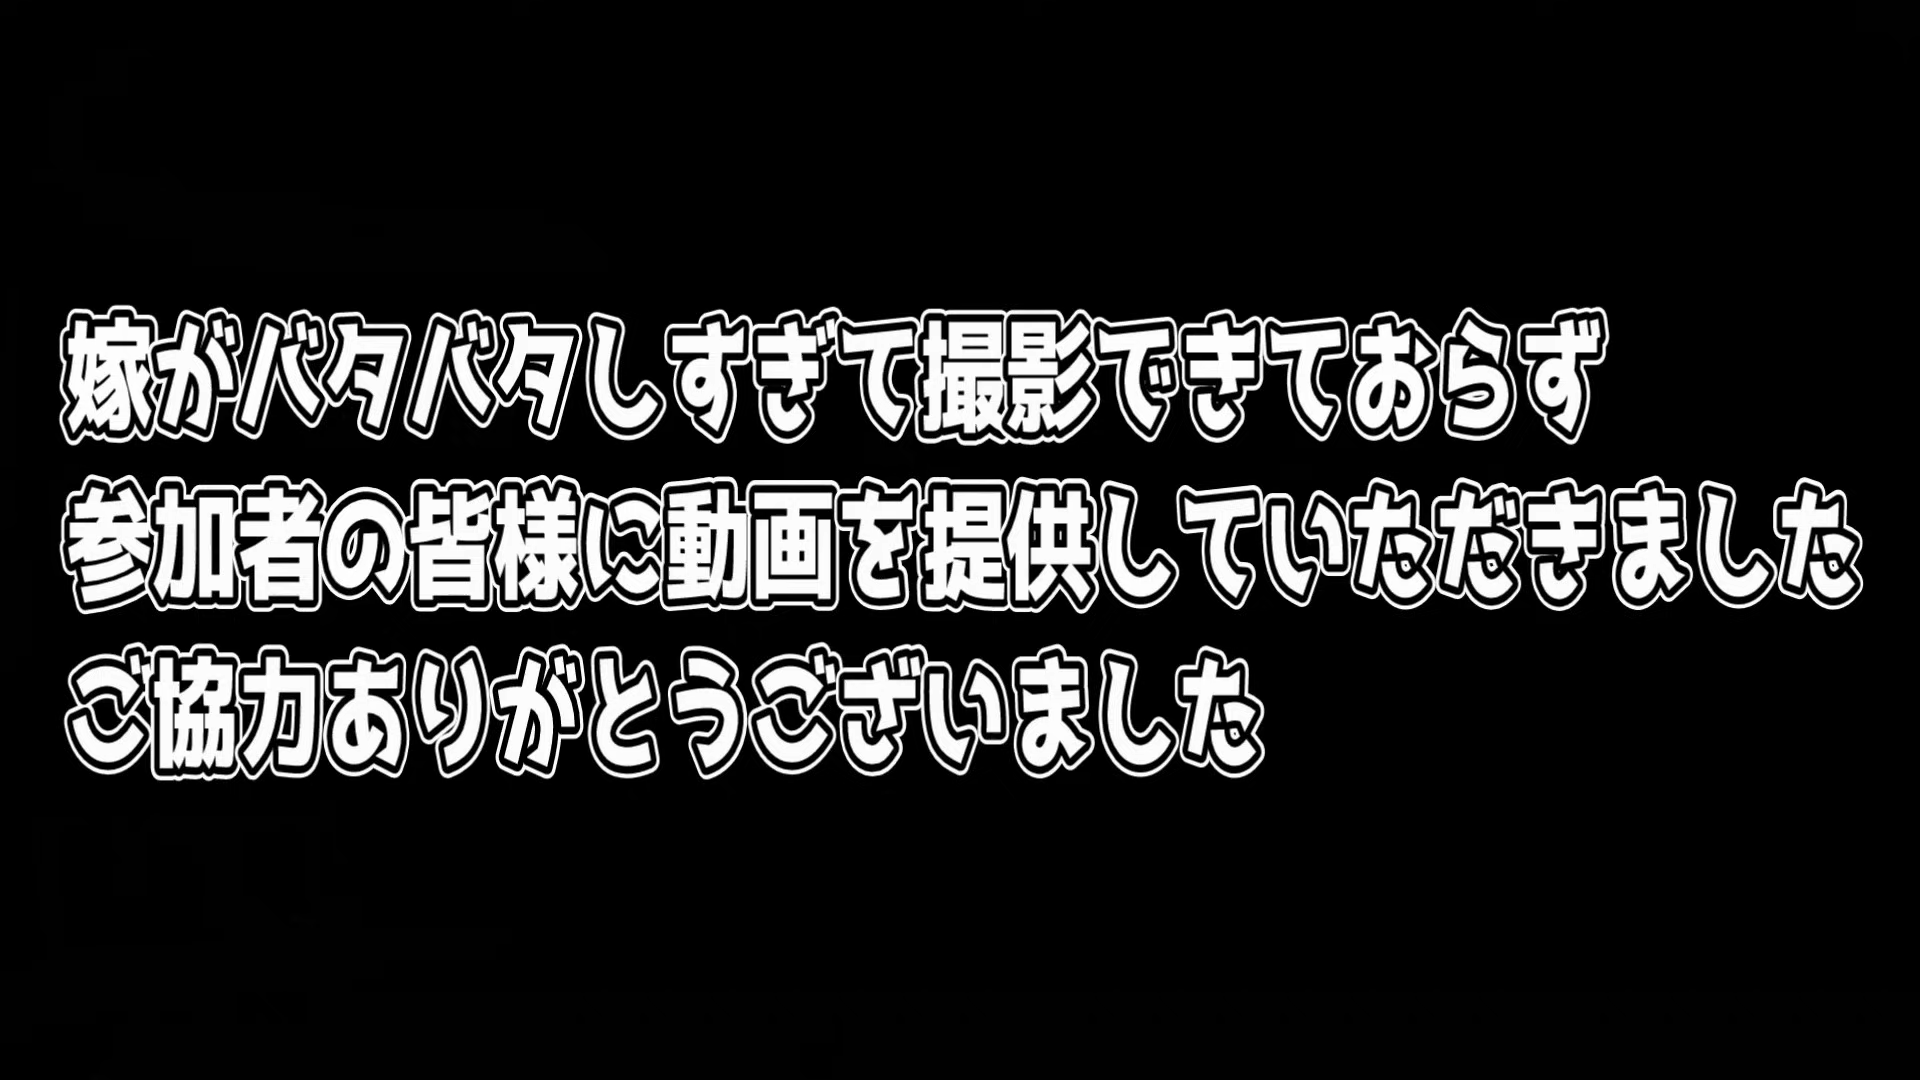 嫁がバタバタしすぎて撮影できておらず
参加者の皆様に動画を提供していただきました
ご協力ありがとうございました